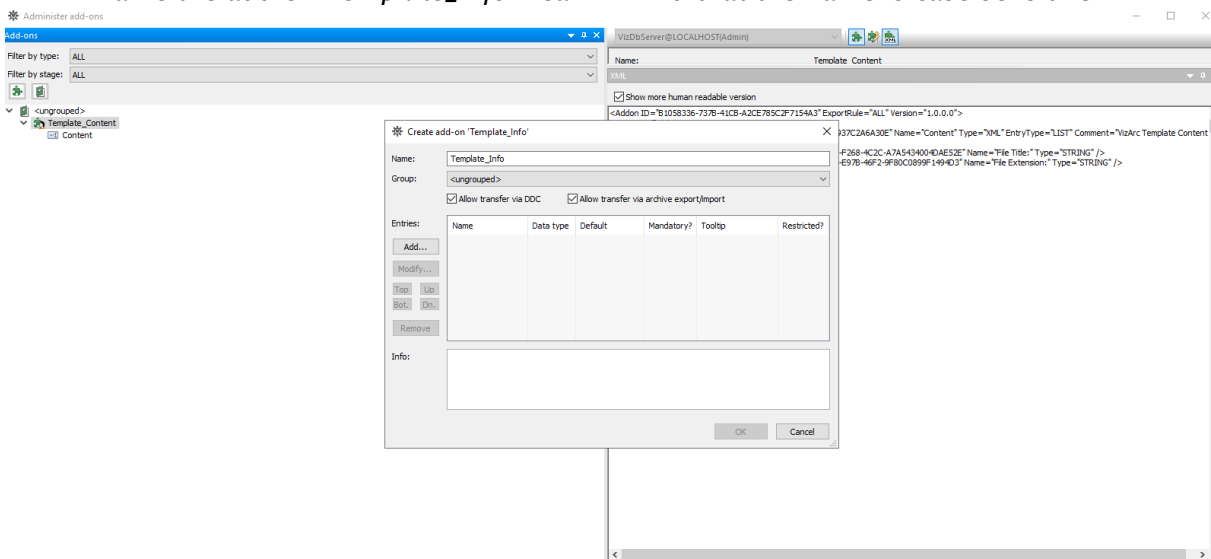 Administer add-ons
Add-ons
Filter by type: ALL
Filter by stage: ALL
<ungrouped>
Template_Content
Content
VizDbServer@LOCALHOST(Admin)
Name: Template_Content
XML
Show more human readable version
<Addon ID="B1058336-737B-41CB-A2CE785C2F7154A3" ExportRule="ALL" Version="1.0.0.0">
937C2A6A30E" Name="Content" Type="XML" EntryType="LIST" Comment="VizArc Template Content
-F268-4C2C-A7A5434004DAE52E" Name="File Title:" Type="STRING" />
-E97B-46F2-9F80C0899F1494D3" Name="File Extension:" Type="STRING" />
Create add-on 'Template_Info'
Name: Template_Info
Group: <ungrouped>
Allow transfer via DDC Allow transfer via archive export/import
Entries: Name Data type Default Mandatory? Tooltip Restricted?
Add...
Modify...
Top Up
Bot. Dn.
Remove
Info:
OK Cancel